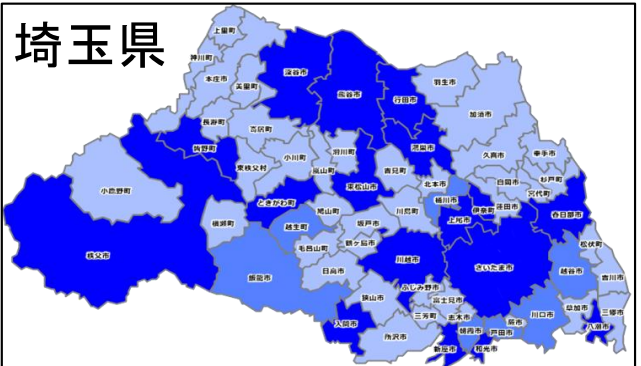 埼玉県
上里町
神川町
本庄市
美里町
深谷市
熊谷市
行田市
羽生市
加須市
長瀞町
皆野町
寄居町
小川町
嵐山町
滑川町
東秩父村
東松山市
吉見町
鴻巣市
北本市
久喜市
幸手市
白岡市
杉戸町
宮代町
蓮田市
春日部市
小鹿野町
横瀬町
秩父市
ときがわ町
鳩山町
越生町
毛呂山町
坂戸市
鶴ヶ島市
川島町
桶川市
上尾市
伊奈町
川越市
さいたま市
日高市
飯能市
狭山市
入間市
所沢市
ふじみ野市
富士見市
三芳町
志木市
朝霞市
新座市
和光市
戸田市
蕨市
川口市
越谷市
松伏町
吉川市
草加市
三郷市
八潮市